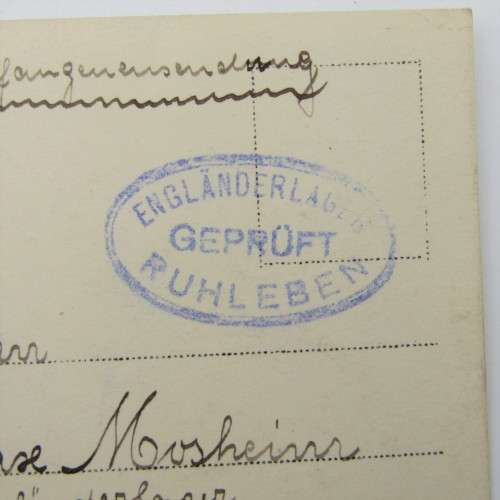 fangenensendung
ENGLÄNDERLAGER
GEPRÜFT
RUHLEBEN
Mosheim